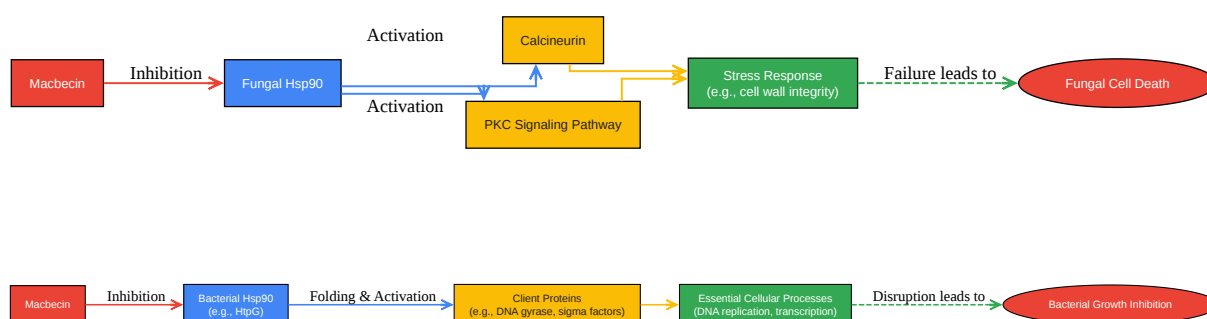 Activation
Calcineurin
Macbecin
Inhibition
Fungal Hsp90
Stress Response
(e.g., cell wall integrity)
Failure leads to
Fungal Cell Death
Activation
PKC Signaling Pathway
Macbecin
Inhibition
Bacterial Hsp90
(e.g., HtpG)
Folding & Activation
Client Proteins
(e.g., DNA gyrase, sigma factors)
Essential Cellular Processes
(DNA replication, transcription)
Disruption leads to
Bacterial Growth Inhibition